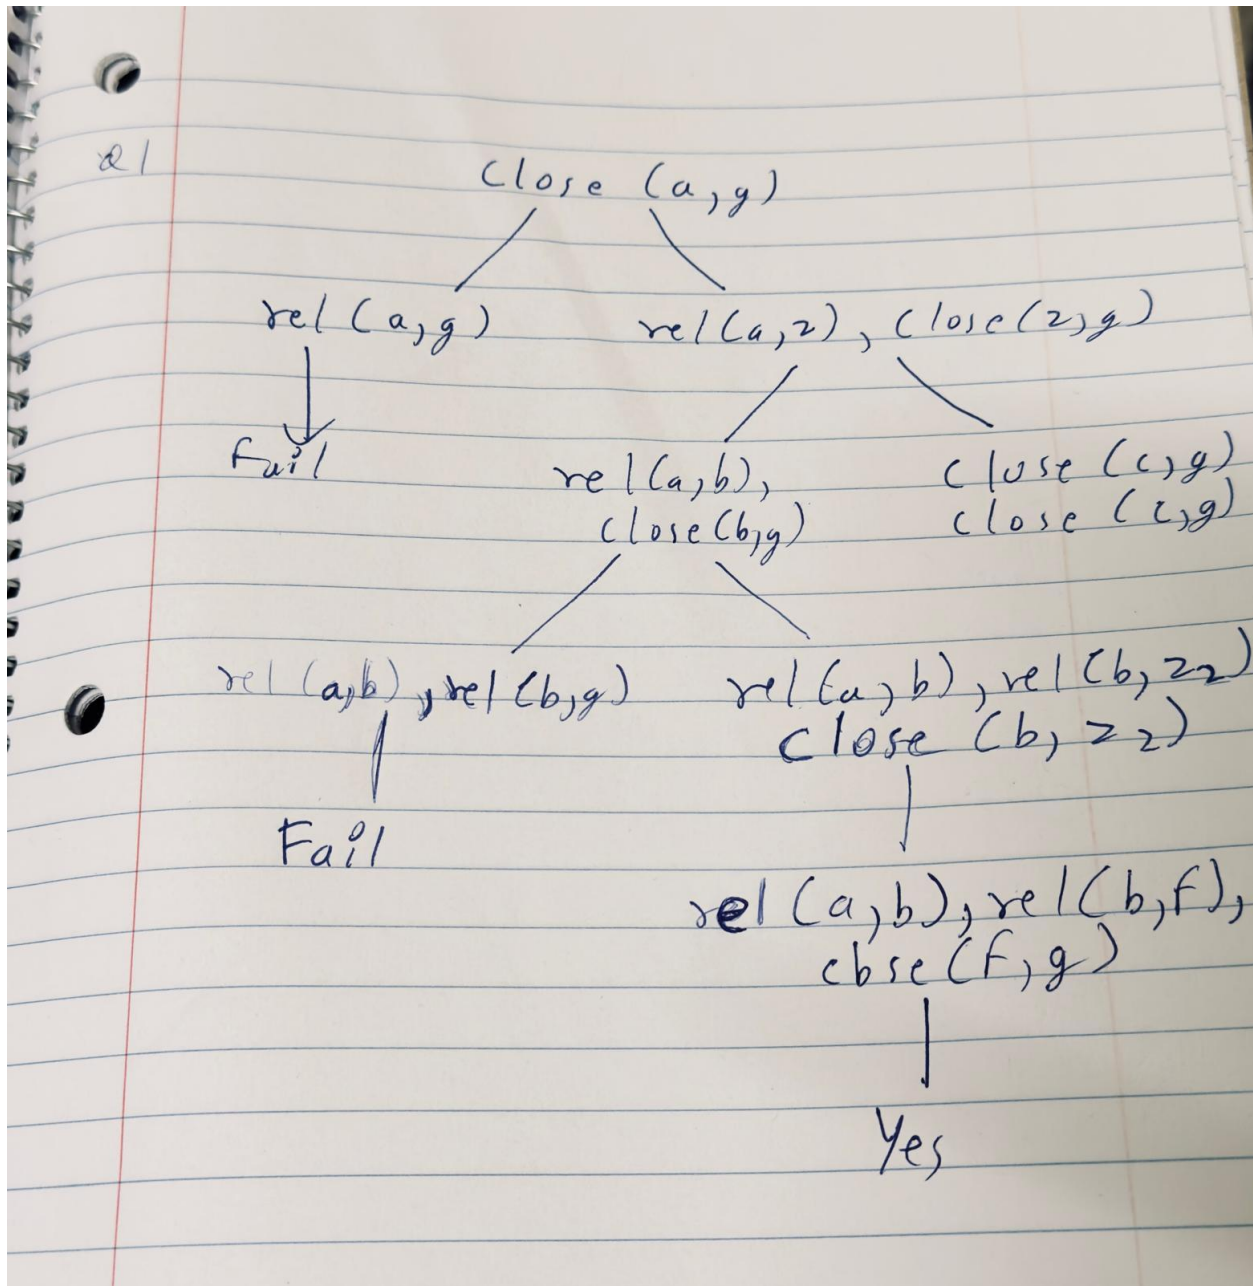 Q1
close (a,g)
rel (a,g) rel(a,z), close(z,g)
Fail rel(a,b), close (c,g)
close(b,g) close (c,g)
rel (a,b), rel (b,g) rel (a,b), rel (b,z2)
close (b,z2)
Fail
rel (a,b), rel(b,f),
close (f,g)
Yes